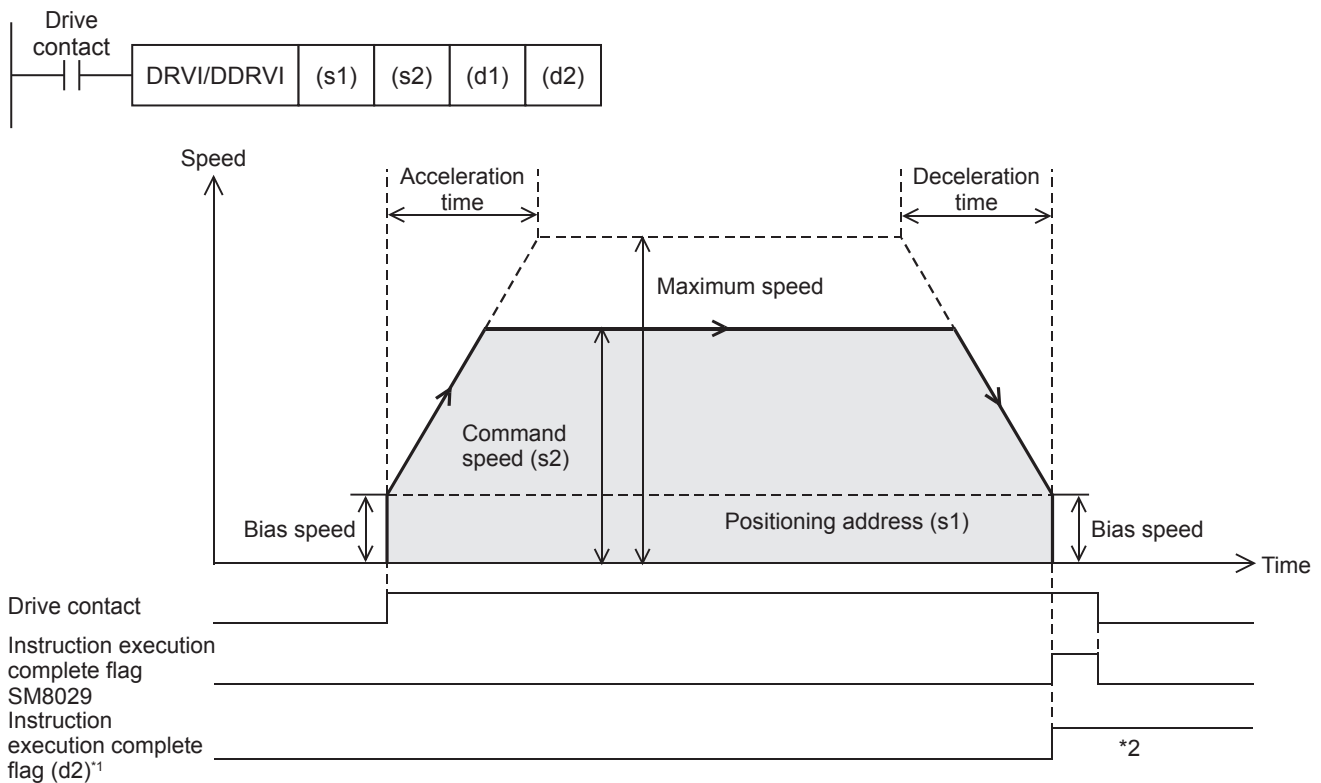 Drive
contact
DRVI/DDRVI (s1) (s2) (d1) (d2)
Speed
Acceleration
time
Deceleration
time
Maximum speed
Command
speed (s2)
Bias speed
Positioning address (s1)
Bias speed
Time
Drive contact
Instruction execution
complete flag
SM8029
Instruction
execution complete
flag (d2)*1
*2